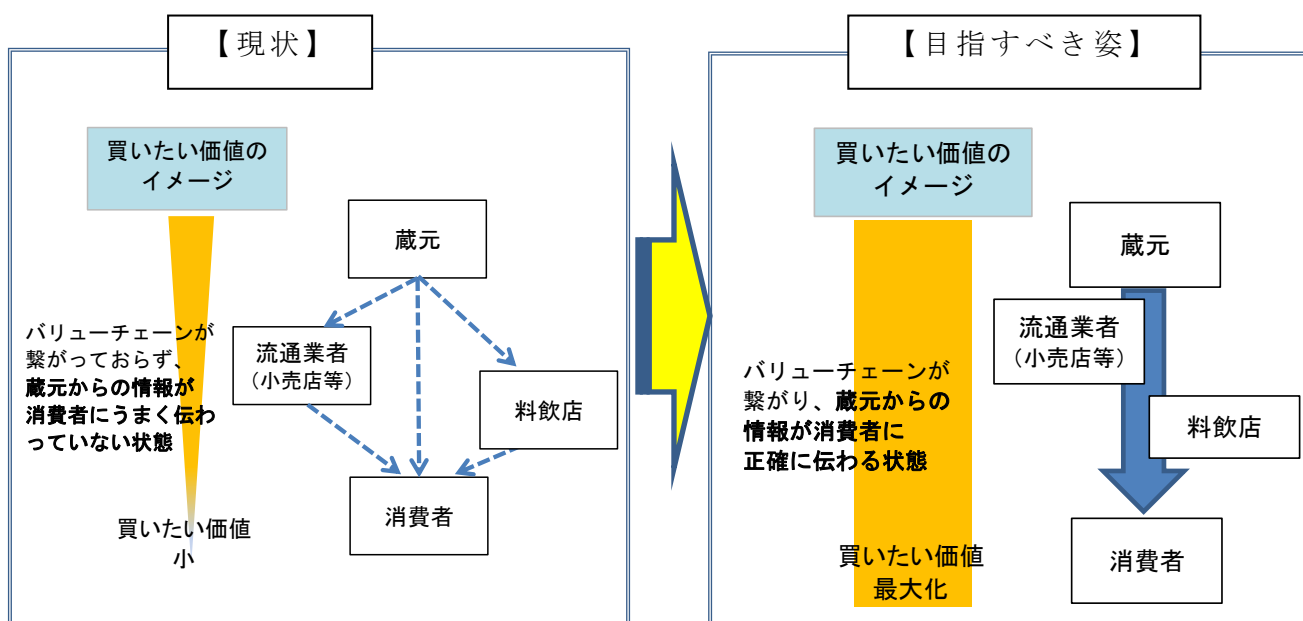 【現状】
買いたい価値の
イメージ
蔵元
バリューチェーンが
繋がっておらず、
蔵元からの情報が
消費者にうまく伝わ
っていない状態
流通業者
（小売店等）
料飲店
消費者
買いたい価値
小
【目指すべき姿】
買いたい価値の
イメージ
蔵元
流通業者
（小売店等）
バリューチェーンが
繋がり、蔵元からの
情報が消費者に
正確に伝わる状態
料飲店
消費者
買いたい価値
最大化